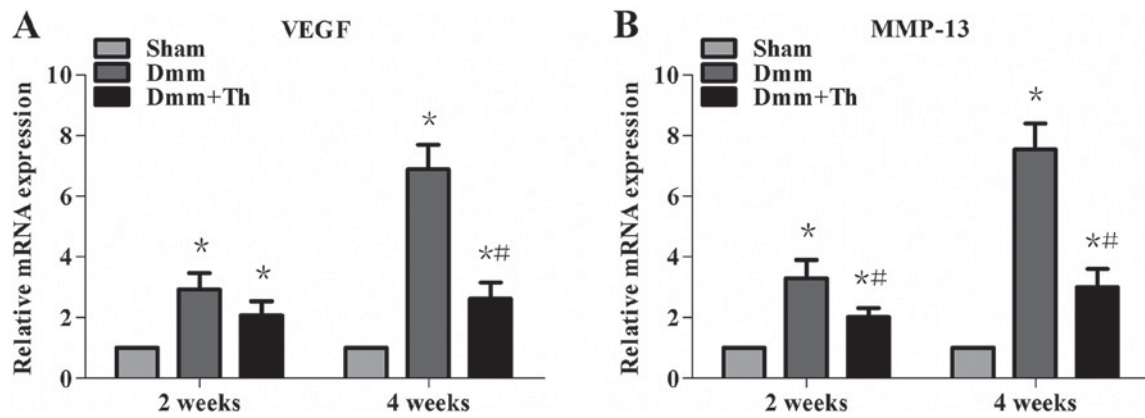 A
VEGF
Sham
Dmm
Dmm+Th
Relative mRNA expression
10
8
6
4
2
0
*
*
*
*#
2 weeks
4 weeks
B
MMP-13
Sham
Dmm
Dmm+Th
Relative mRNA expression
10
8
6
4
2
0
*
*#
*
*#
2 weeks
4 weeks